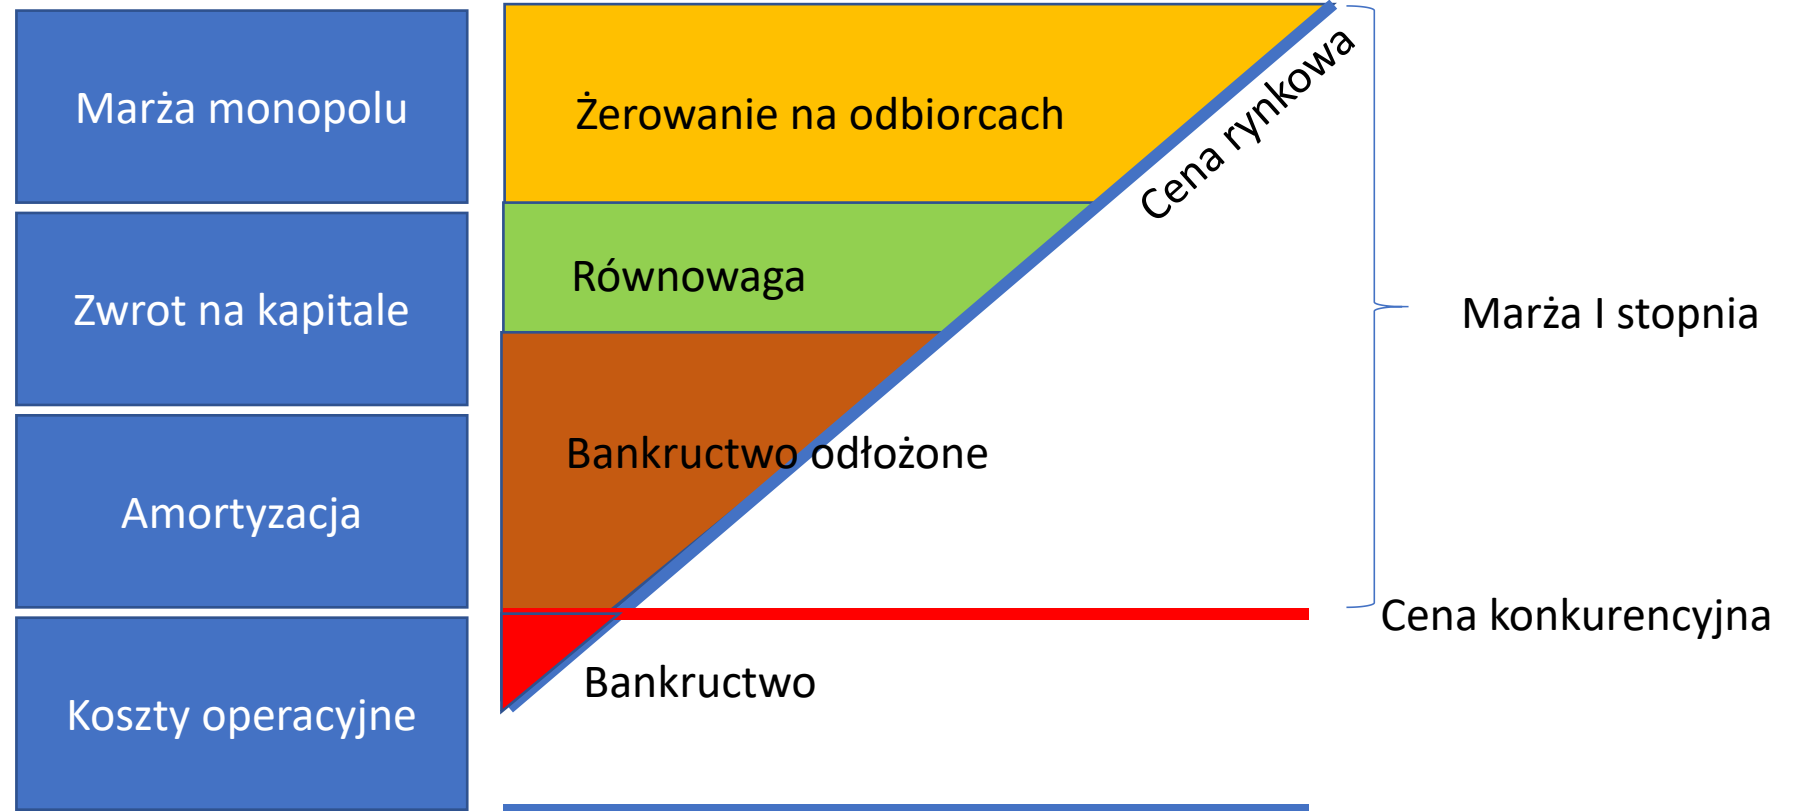 Marża monopolu
Żerowanie na odbiorcach
Cena rynkowa
Zwrot na kapitale
Równowaga
Marża I stopnia
Amortyzacja
Bankructwo odłożone
Cena konkurencyjna
Koszty operacyjne
Bankructwo